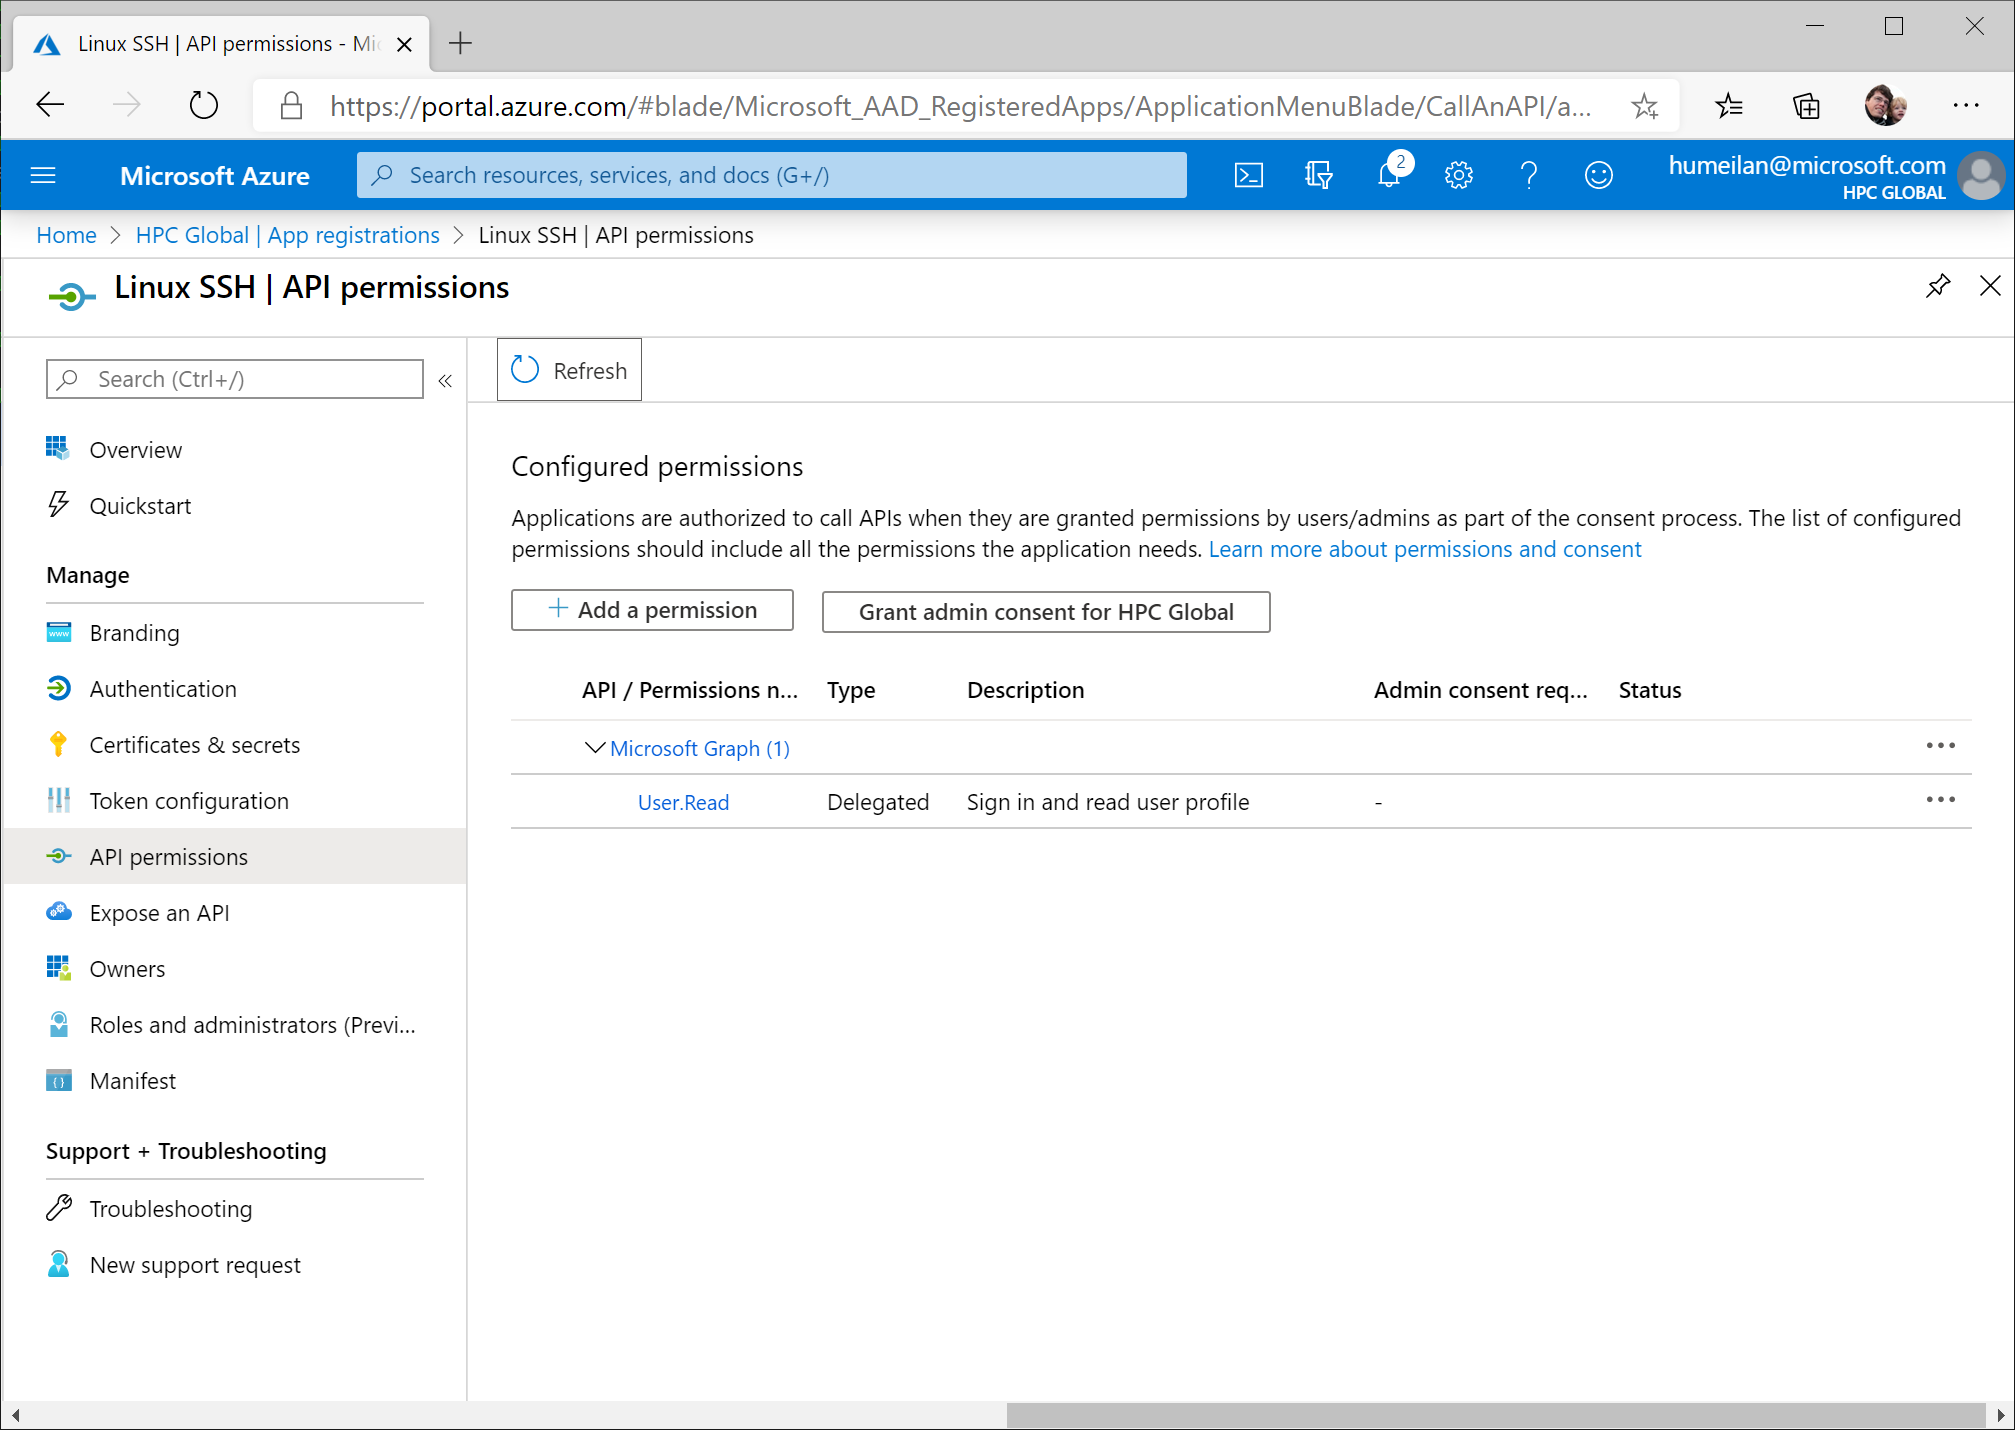 Linux SSH | API permissions - Mi
https://portal.azure.com/#blade/Microsoft_AAD_RegisteredApps/ApplicationMenuBlade/CallAnAPI/a...
Microsoft Azure
Search resources, services, and docs (G+/)
2
humeilan@microsoft.com
HPC GLOBAL
Home > HPC Global | App registrations > Linux SSH | API permissions
Linux SSH | API permissions
Search (Ctrl+/)
«
Overview
Quickstart
Manage
Branding
Authentication
Certificates & secrets
Token configuration
API permissions
Expose an API
Owners
Roles and administrators (Previ...
Manifest
Support + Troubleshooting
Troubleshooting
New support request
Refresh
Configured permissions
Applications are authorized to call APIs when they are granted permissions by users/admins as part of the consent process. The list of configured
permissions should include all the permissions the application needs. Learn more about permissions and consent
+ Add a permission Grant admin consent for HPC Global
API / Permissions n... Type Description Admin consent req... Status
Microsoft Graph (1) ...
User.Read Delegated Sign in and read user profile - ...